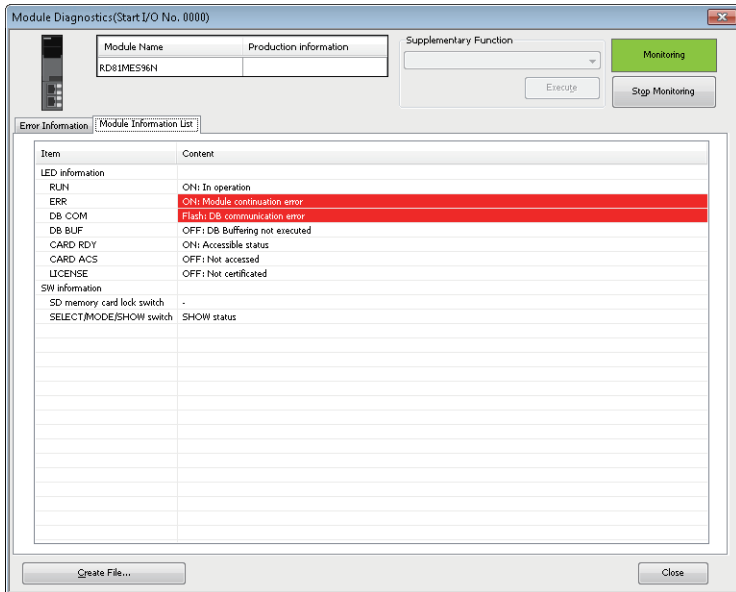 Module Diagnostics(Start I/O No. 0000)
Module Name Production information
RD81MES96N
Supplementary Function
Execute
Monitoring
Stop Monitoring
Error Information Module Information List
Item Content
LED information
RUN ON: In operation
ERR ON: Module continuation error
DB COM Flash: DB communication error
DB BUF OFF: DB Buffering not executed
CARD RDY ON: Accessible status
CARD ACS OFF: Not accessed
LICENSE OFF: Not certificated
SW information
SD memory card lock switch -
SELECT/MODE/SHOW switch SHOW status
Create File... Close